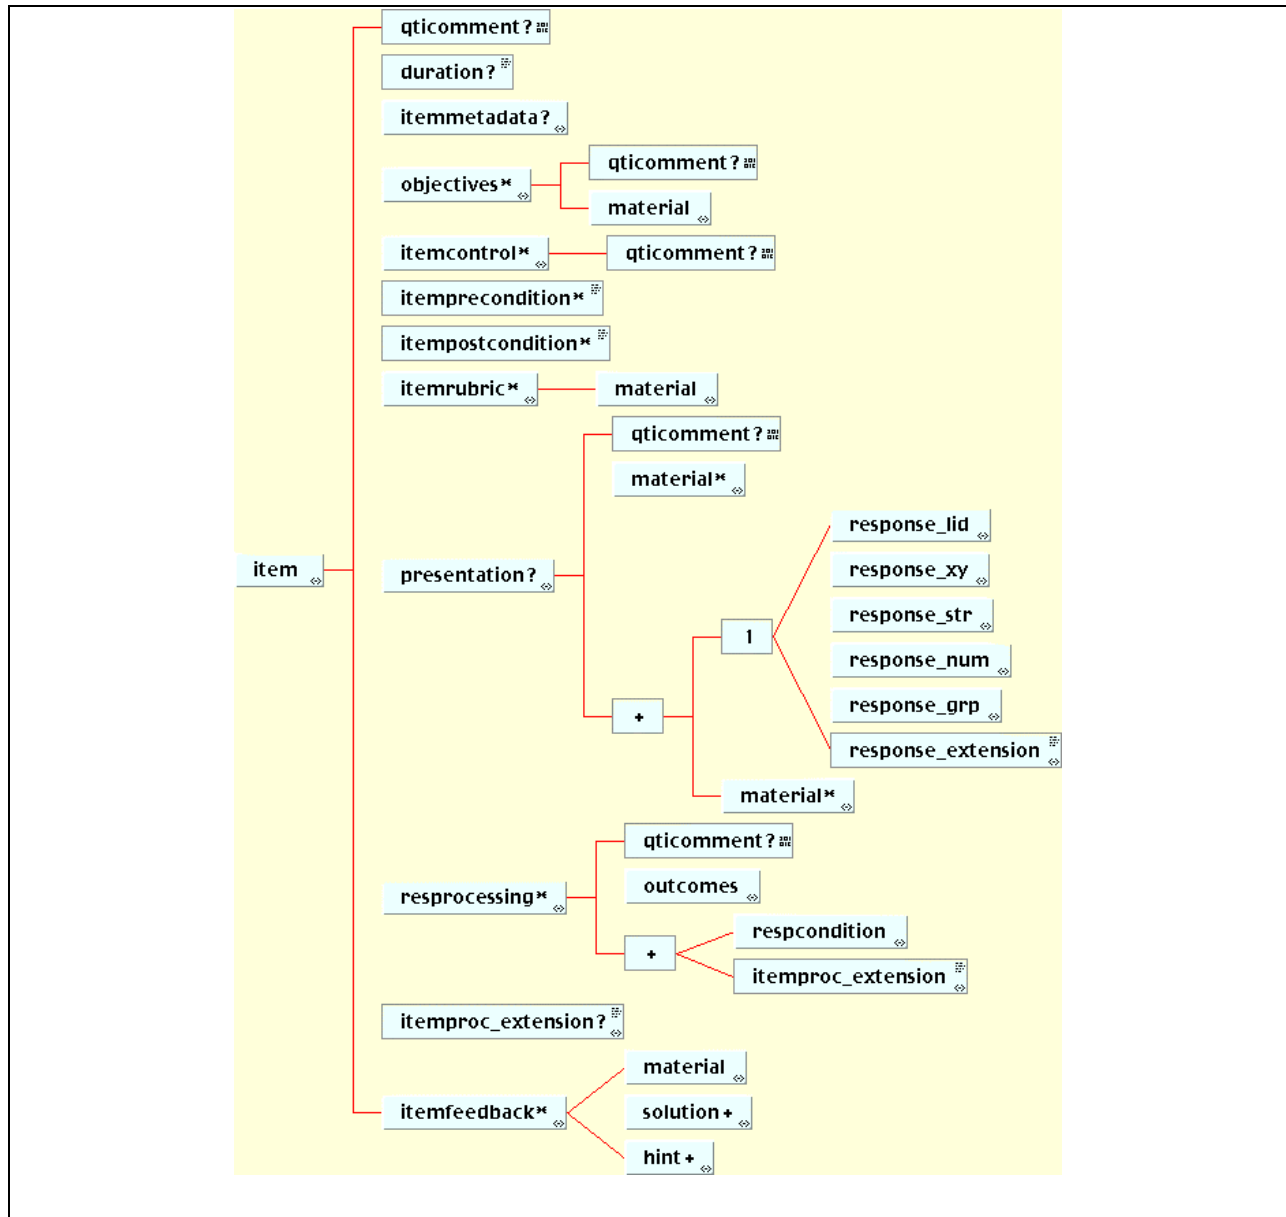 qticomment?
duration?
itemmetadata?
qticomment?
objectives*
material
itemcontrol*
qticomment?
itemprecondition*
itempostcondition*
itemrubric*
material
qticomment?
material*
response_lid
item
presentation?
response_xy
response_str
1
response_num
response_grp
+
response_extension
material*
qticomment?
resprocessing*
outcomes
respcondition
+
itemproc_extension
itemproc_extension?
material
itemfeedback*
solution+
hint+